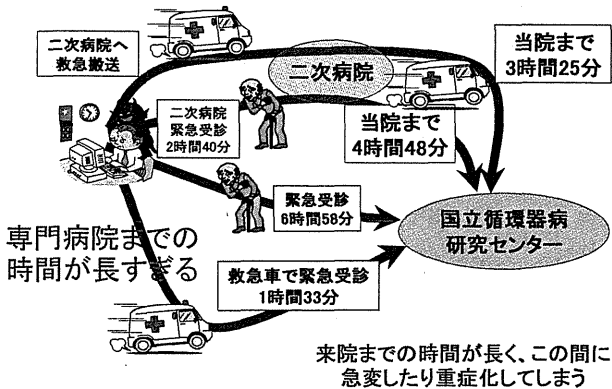 二次病院へ
救急搬送
二次病院
当院まで
3時間25分
二次病院
緊急受診
2時間40分
当院まで
4時間48分
緊急受診
6時間58分
国立循環器病
研究センター
専門病院までの
時間が長すぎる
救急車で緊急受診
1時間33分
来院までの時間が長く、この間に
急変したり重症化してしまう